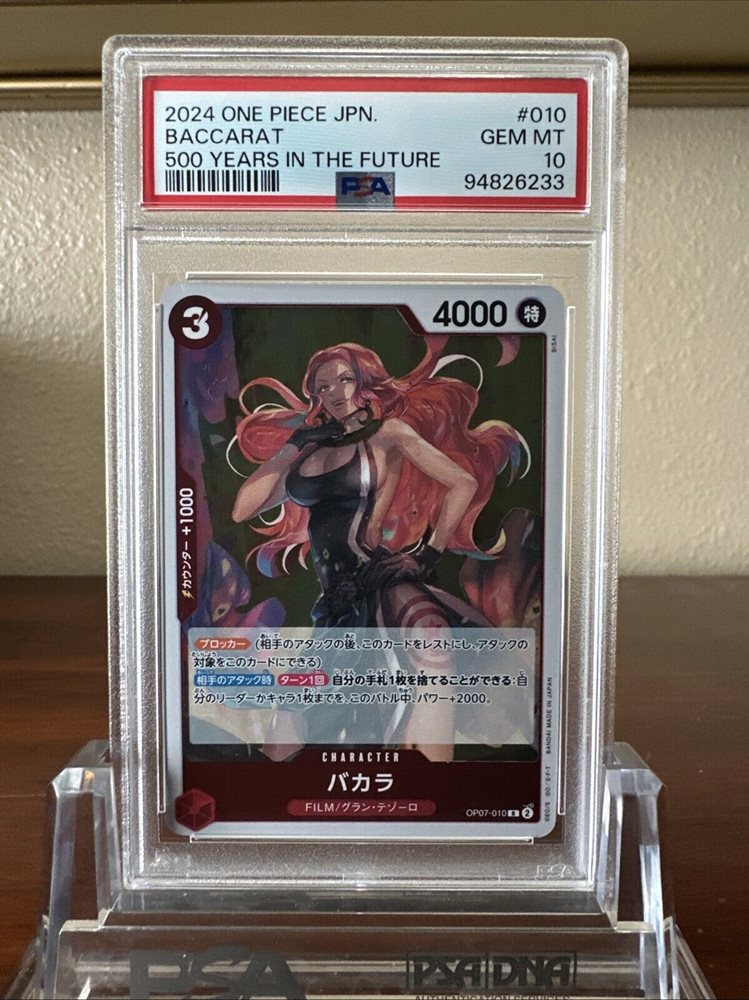 2024 ONE PIECE JPN. #010
BACCARAT GEM MT
500 YEARS IN THE FUTURE 10
PSA 94826233
3
4000 特
BISAI
カウンター +1000
ブロッカー (相手のアタックの後、このカードをレストにし、アタックの
対象をこのカードにできる)
相手のアタック時 ターン1回 自分の手札1枚を捨てることができる:自
分のリーダーかキャラ1枚までを、このバトル中、パワー+2000。
CHARACTER
バカラ
FILM/グラン・テゾーロ
OP07-010 R 2
BANDAI MADE IN JAPAN
PSA
PSA PSA DNA
AUTHENTICATION SERVICES